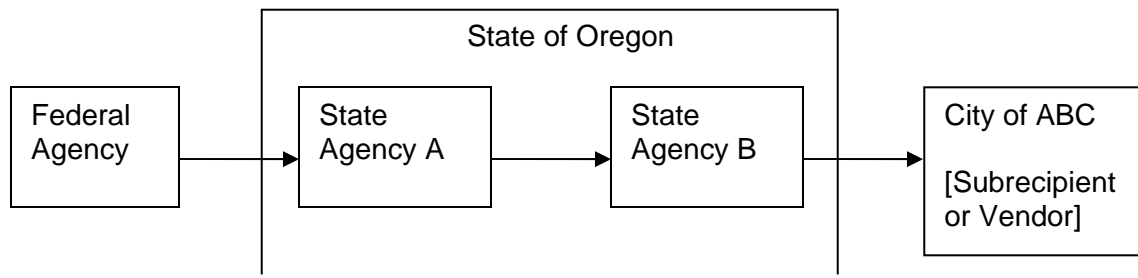 State of Oregon
Federal
Agency
State
Agency A
State
Agency B
City of ABC
[Subrecipient
or Vendor]